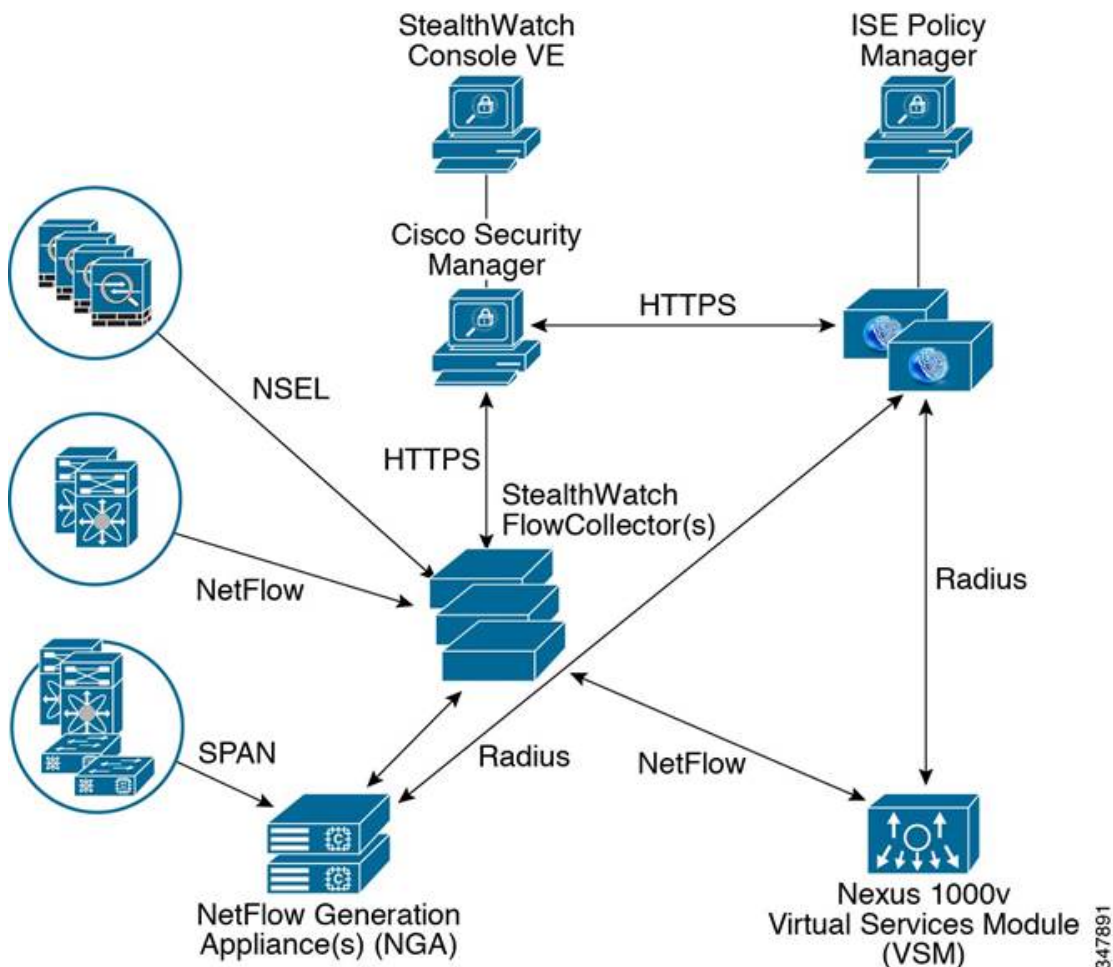 StealthWatch
Console VE
ISE Policy
Manager
Cisco Security
Manager
HTTPS
NSEL
HTTPS
StealthWatch
FlowCollector(s)
NetFlow
Radius
SPAN
Radius
NetFlow
NetFlow Generation
Appliance(s) (NGA)
Nexus 1000v
Virtual Services Module
(VSM)
347891